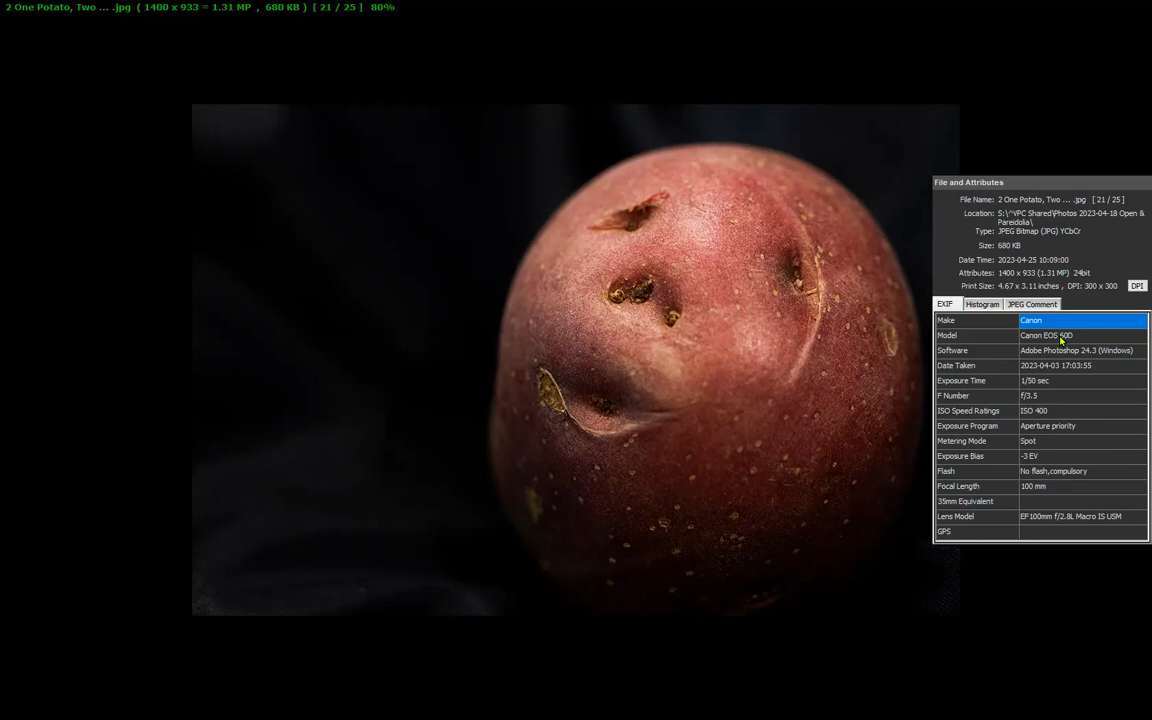 2 One Potato, Two ... .jpg ( 1400 x 933 = 1.31 MP , 680 KB ) [ 21 / 25 ] 80%
File and Attributes
File Name: 2 One Potato, Two ... .jpg [ 21 / 25 ]
Location: S:\^VPC Shared\Photos 2023-04-18 Open &
Pareidolia\
Type: JPEG Bitmap (JPG) YCbCr
Size: 680 KB
Date Time: 2023-04-25 10:09:00
Attributes: 1400 x 933 (1.31 MP) 24bit
Print Size: 4.67 x 3.11 inches , DPI: 300 x 300 DPI
EXIF Histogram JPEG Comment
Make Canon
Model Canon EOS 60D
Software Adobe Photoshop 24.3 (Windows)
Date Taken 2023-04-03 17:03:55
Exposure Time 1/50 sec
F Number f/3.5
ISO Speed Ratings ISO 400
Exposure Program Aperture priority
Metering Mode Spot
Exposure Bias -3 EV
Flash No flash,compulsory
Focal Length 100 mm
35mm Equivalent
Lens Model EF100mm f/2.8L Macro IS USM
GPS